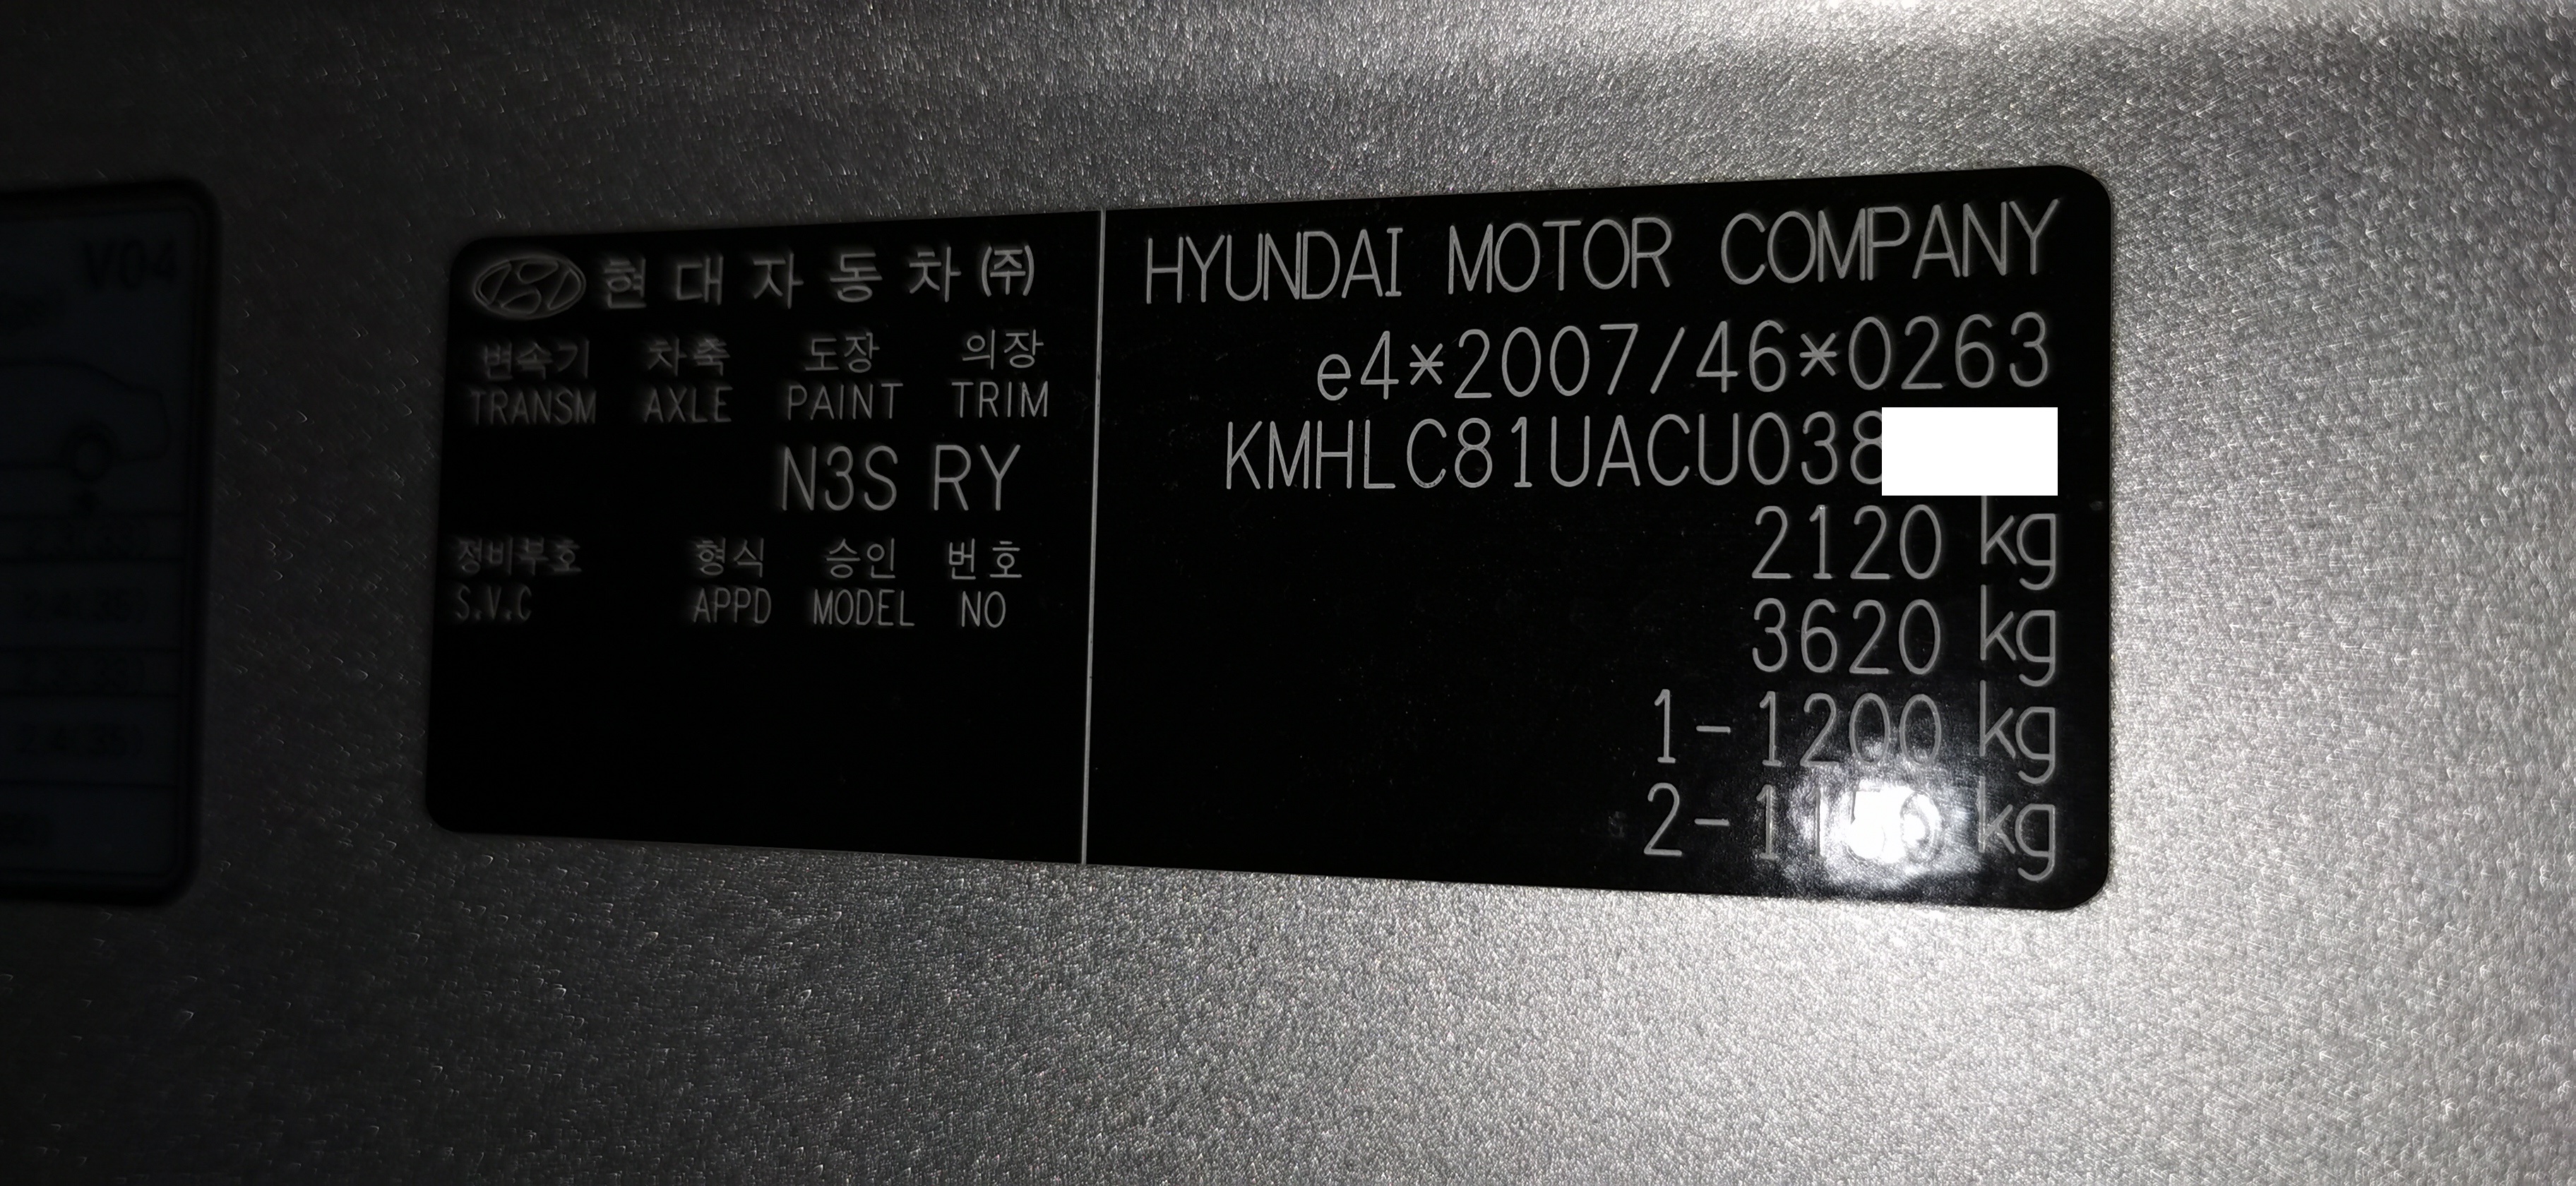 V04
현대자동차(주)
변속기 차축 도장 의장
TRANSM AXLE PAINT TRIM
N3S RY
정비부호 형식 승인 번호
S.V.C APPD MODEL NO
HYUNDAI MOTOR COMPANY
e4*2007/46*0263
KMHLC81UACU038
2120 kg
3620 kg
1-1200 kg
2-1150 kg